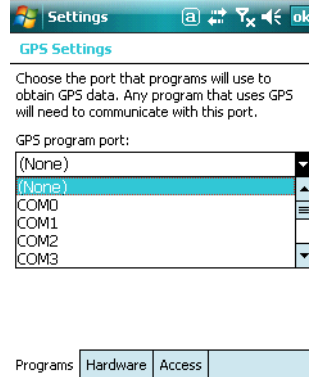 Settings a ok
GPS Settings
Choose the port that programs will use to
obtain GPS data. Any program that uses GPS
will need to communicate with this port.
GPS program port:
(None)
(None)
COM0
COM1
COM2
COM3
Programs Hardware Access